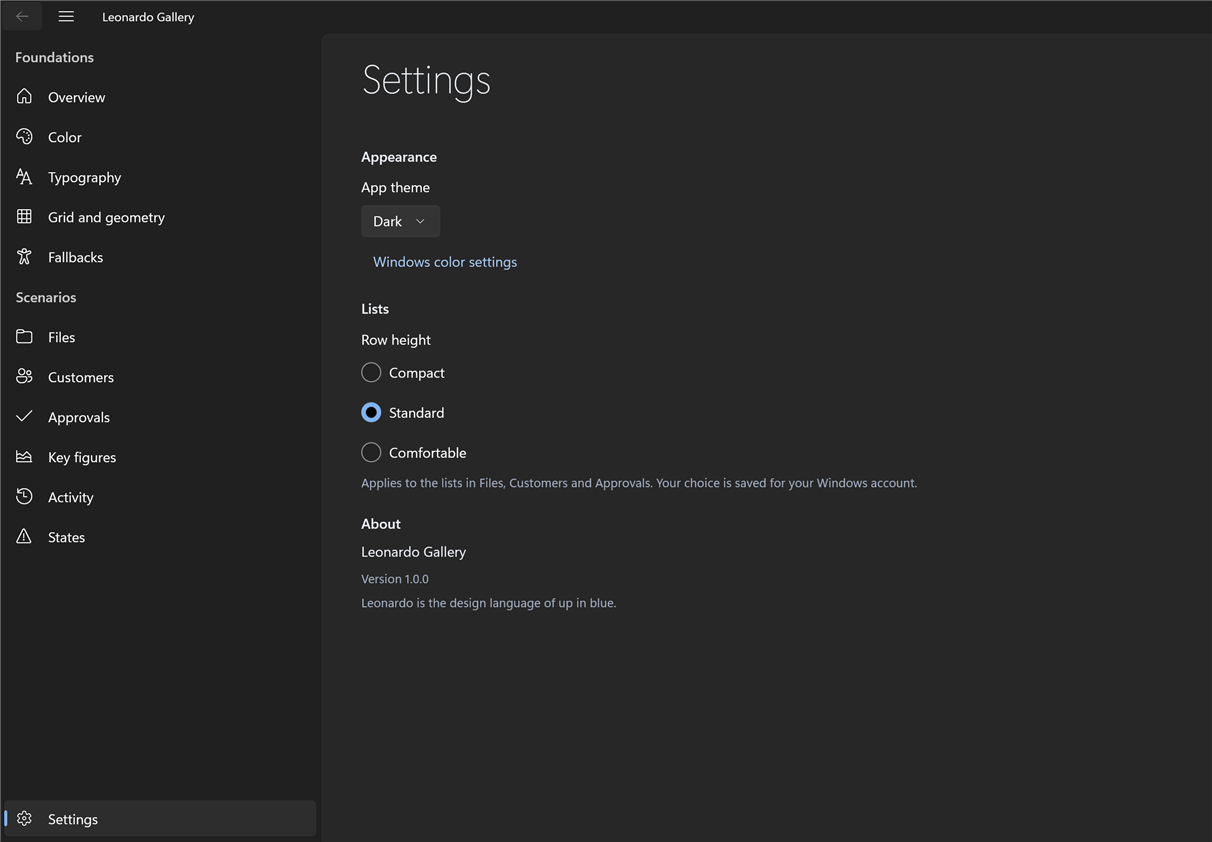 Leonardo Gallery
Foundations
Overview
Color
Typography
Grid and geometry
Fallbacks
Scenarios
Files
Customers
Approvals
Key figures
Activity
States
Settings
Settings
Appearance
App theme
Dark
Windows color settings
Lists
Row height
Compact
Standard
Comfortable
Applies to the lists in Files, Customers and Approvals. Your choice is saved for your Windows account.
About
Leonardo Gallery
Version 1.0.0
Leonardo is the design language of up in blue.